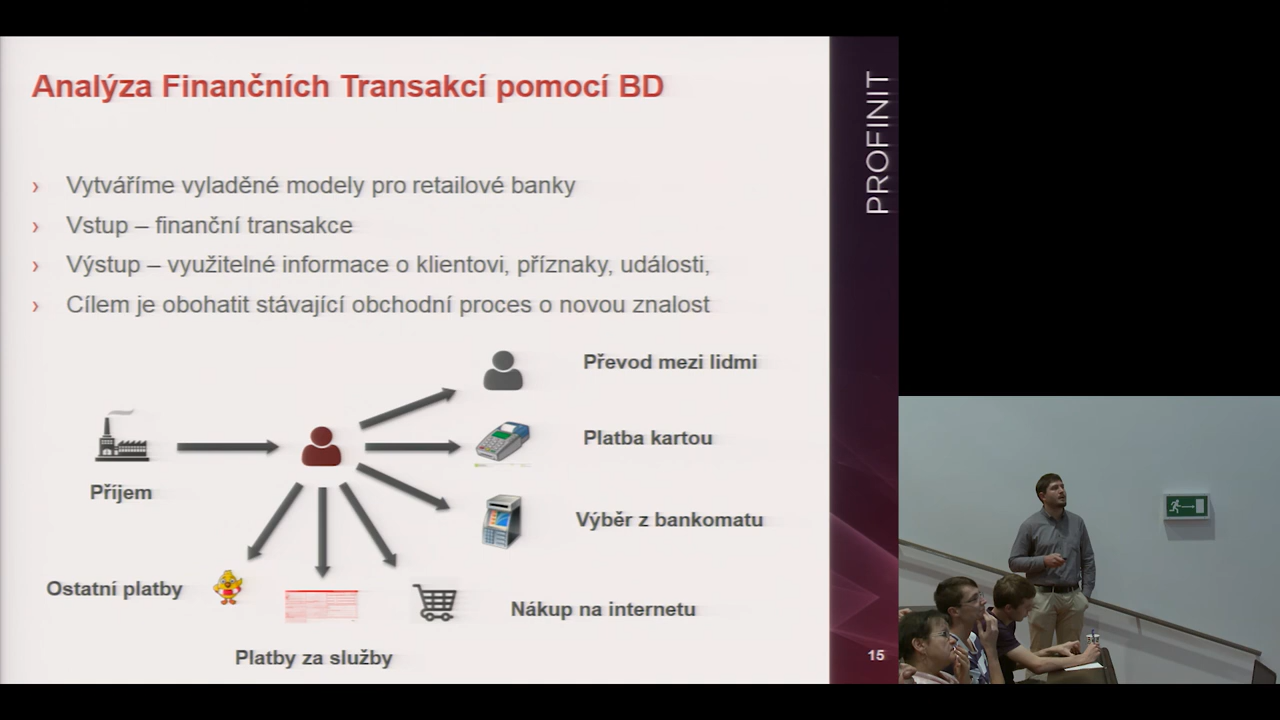 Analýza Finančních Transakcí pomocí BD
› Vytváříme vyladěné modely pro retailové banky
› Vstup – finanční transakce
› Výstup – využitelné informace o klientovi, příznaky, události,
› Cílem je obohatit stávající obchodní proces o novou znalost
Převod mezi lidmi
Platba kartou
Příjem
Výběr z bankomatu
Ostatní platby
Nákup na internetu
Platby za služby
PROFINIT
15